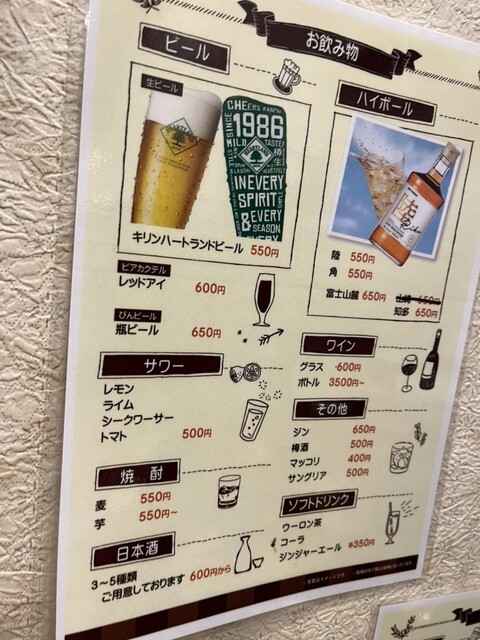 お飲み物
ビール
生ビール
CHEERS
SINCE
1986
MILD
TASTE
HEARTLAND
IN EVERY
SPIRIT
& EVERY
SEASON
キリンハートランドビール 550円
ビアカクテル
レッドアイ 600円
びんビール
瓶ビール 650円
サワー
レモン
ライム
シークワーサー
トマト 500円
焼酎
麦 550円
芋 550円~
日本酒
3~5種類
ご用意しております 600円から
ハイボール
陸
陸 550円
角 550円
富士山麓 650円 山崎 650円
知多 650円
ワイン
グラス 600円
ボトル 3500円~
その他
ジン 650円
梅酒 500円
マッコリ 400円
サングリア 500円
ソフトドリンク
ウーロン茶
コーラ
ジンジャーエール 各350円